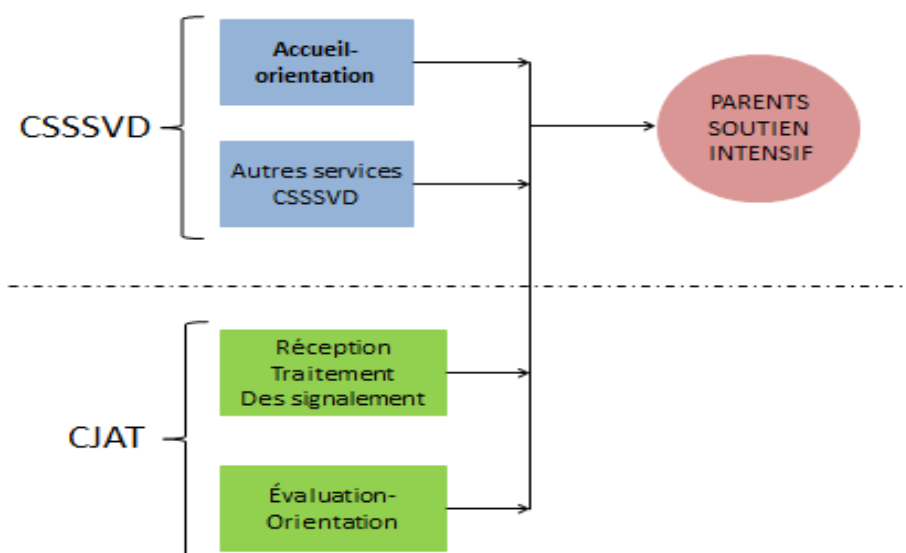 Accueil-
orientation
CSSSVD
Autres services
CSSSVD
PARENTS
SOUTIEN
INTENSIF
Réception
Traitement
Des signalement
CJAT
Évaluation-
Orientation